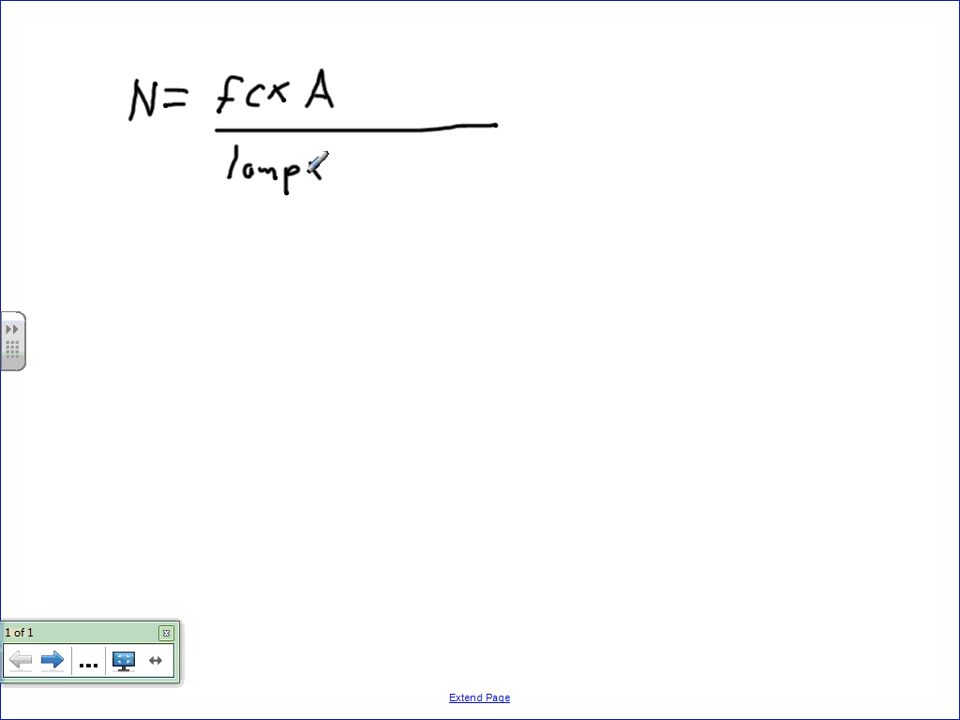 N= fc x A
lamp x
1 of 1
...
Extend Page